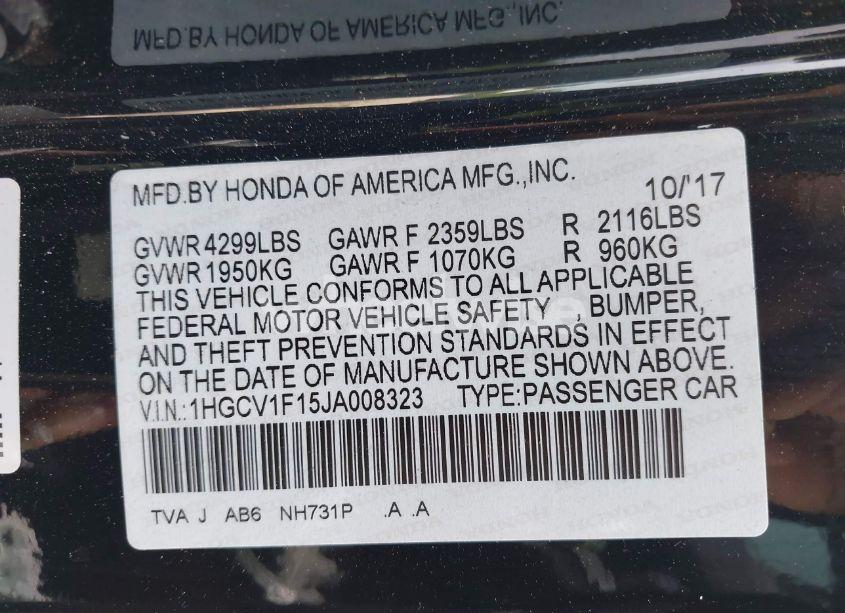 MFD.BY HONDA OF AMERICA MFG.,INC.
MFD.BY HONDA OF AMERICA MFG.,INC. 10/'17
GVWR 4299LBS GAWR F 2359LBS R 2116LBS
GVWR 1950KG GAWR F 1070KG R 960KG
THIS VEHICLE CONFORMS TO ALL APPLICABLE
FEDERAL MOTOR VEHICLE SAFETY , BUMPER,
AND THEFT PREVENTION STANDARDS IN EFFECT
ON THE DATE OF MANUFACTURE SHOWN ABOVE.
V.I.N.:1HGCV1F15JA008323 TYPE:PASSENGER CAR
TVA J AB6 NH731P .A .A